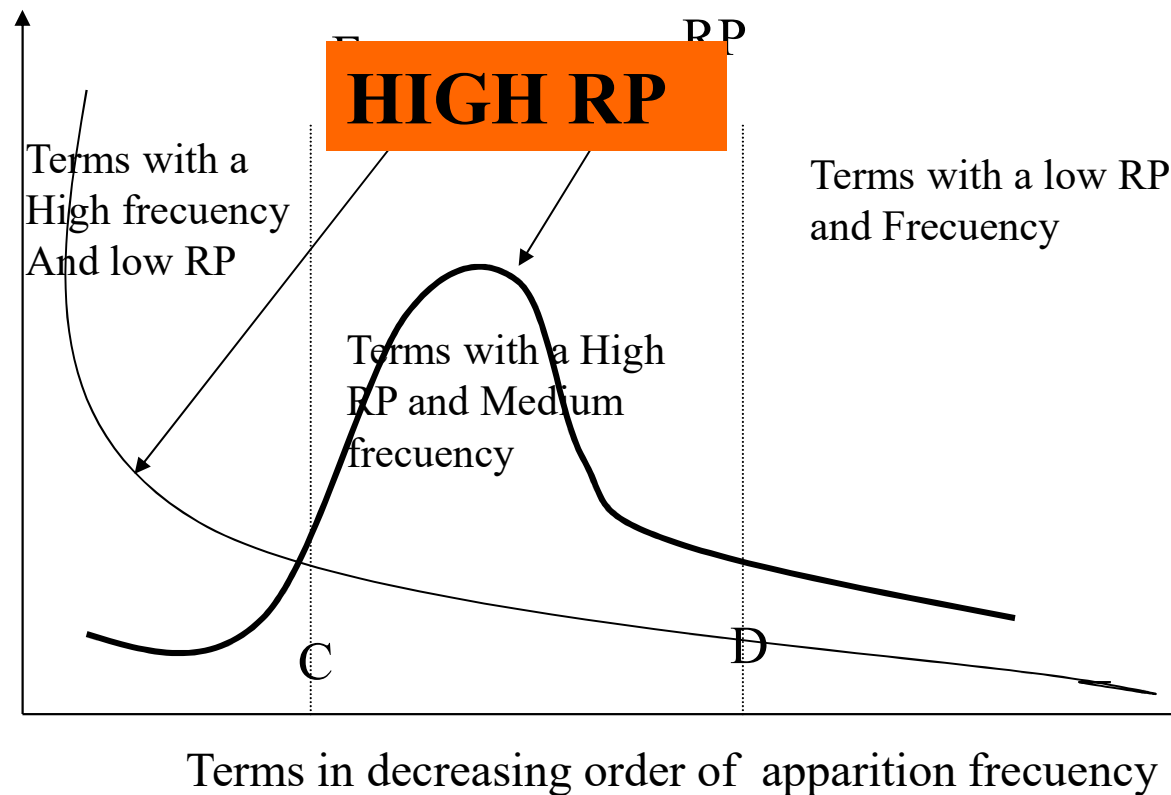 RP
HIGH RP
Terms with a
High frecuency
And low RP
Terms with a low RP
and Frecuency
Terms with a High
RP and Medium
frecuency
C
D
Terms in decreasing order of apparition frecuency